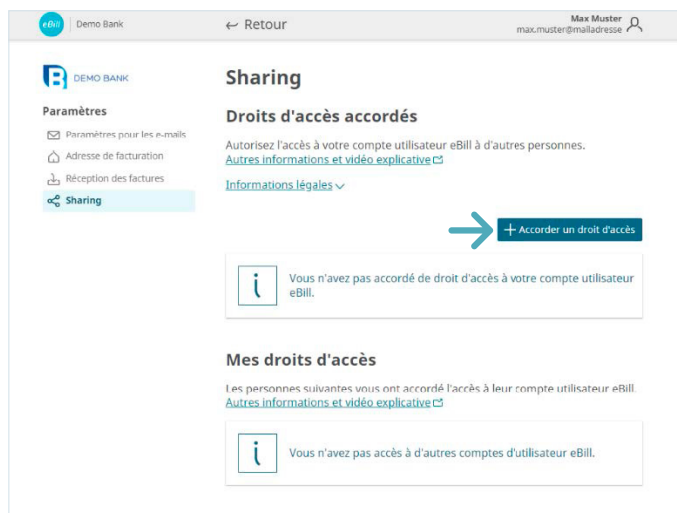 eBill Demo Bank
← Retour
Max Muster
max.muster@mailadresse
DEMO BANK
Paramètres
Paramètres pour les e-mails
Adresse de facturation
Réception des factures
Sharing
Sharing
Droits d'accès accordés
Autorisez l'accès à votre compte utilisateur eBill à d'autres personnes.
Autres informations et vidéo explicative
Informations légales
+ Accorder un droit d'accès
Vous n'avez pas accordé de droit d'accès à votre compte utilisateur
eBill.
Mes droits d'accès
Les personnes suivantes vous ont accordé l'accès à leur compte utilisateur eBill.
Autres informations et vidéo explicative
Vous n'avez pas accès à d'autres comptes d'utilisateur eBill.